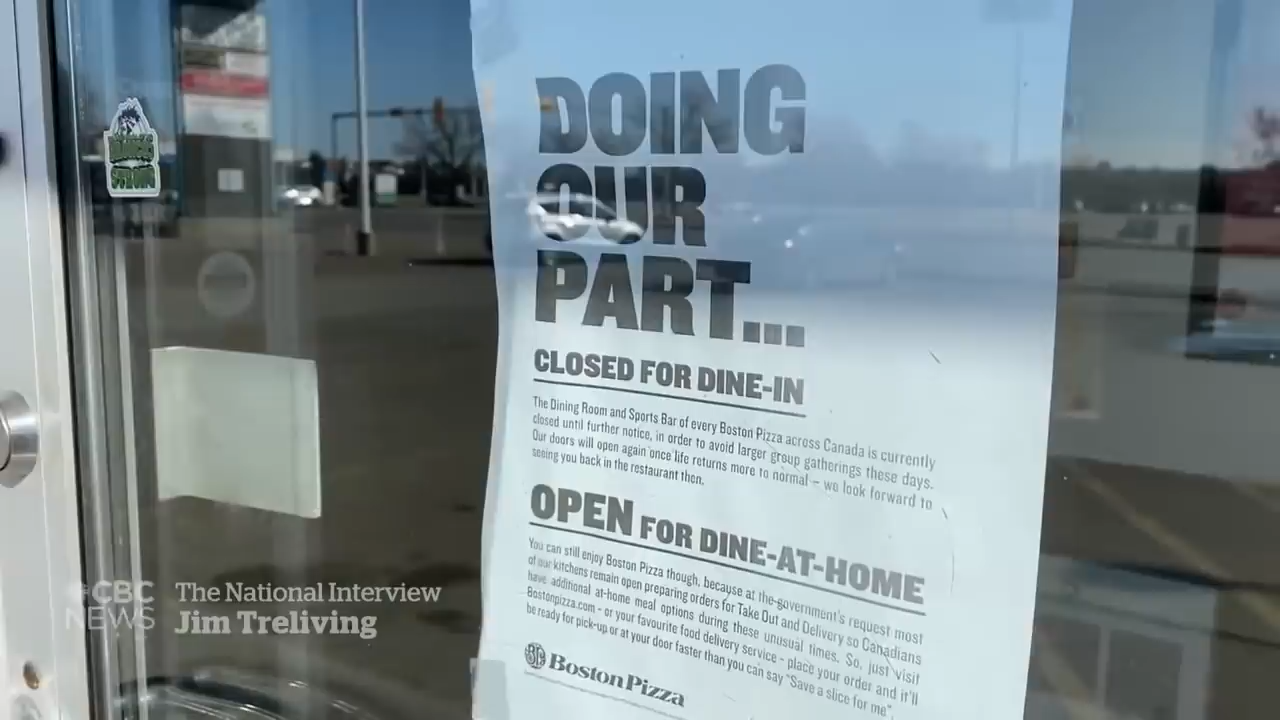 DOING
OUR
PART...
CLOSED FOR DINE-IN
The Dining Room and Sports Bar of every Boston Pizza across Canada is currently
closed until further notice, in order to avoid larger group gatherings these days.
Our doors will open again once life returns more to normal – we look forward to
seeing you back in the restaurant then.
OPEN FOR DINE-AT-HOME
You can still enjoy Boston Pizza though, because at the government's request most
of our kitchens remain open preparing orders for Take Out and Delivery so Canadians
have additional at-home meal options during these unusual times. So, just visit
Bostonpizza.com - or your favourite food delivery service - place your order and it'll
be ready for pick-up or at your door faster than you can say "Save a slice for me".
BP Boston Pizza
CBC
NEWS
The National Interview
Jim Treliving